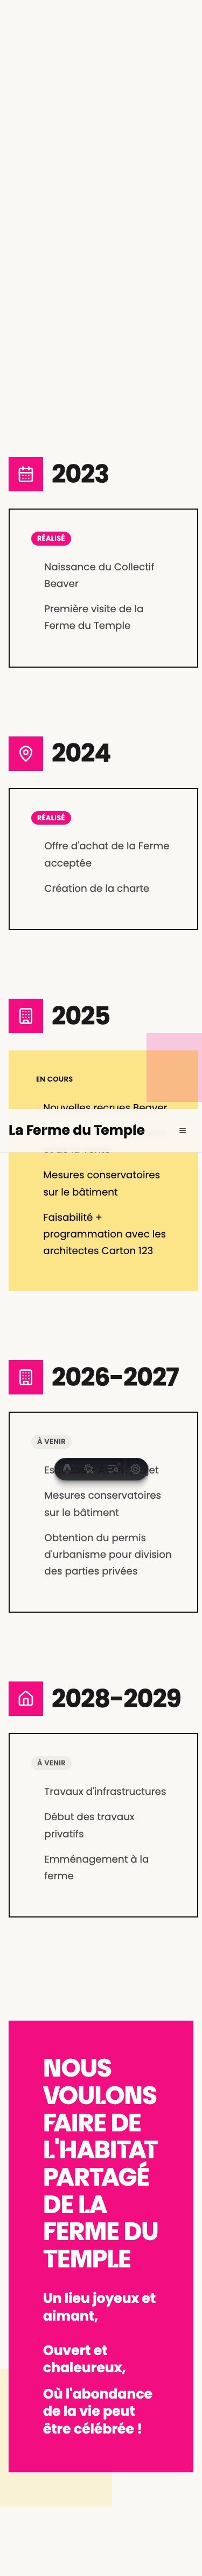 2023
RÉALISÉ
Naissance du Collectif
Beaver
Première visite de la
Ferme du Temple
2024
RÉALISÉ
Offre d'achat de la Ferme
acceptée
Création de la charte
2025
EN COURS
Nouvelles recrues Beaver
La Ferme du Temple
Mesures conservatoires
sur le bâtiment
Faisabilité +
programmation avec les
architectes Carton 123
2026-2027
À VENIR
Mesures conservatoires
sur le bâtiment
Obtention du permis
d'urbanisme pour division
des parties privées
2028-2029
À VENIR
Travaux d'infrastructures
Début des travaux
privatifs
Emménagement à la
ferme
NOUS
VOULONS
FAIRE DE
L'HABITAT
PARTAGÉ
DE LA
FERME DU
TEMPLE
Un lieu joyeux et
aimant,
Ouvert et
chaleureux,
Où l'abondance
de la vie peut
être célébrée !